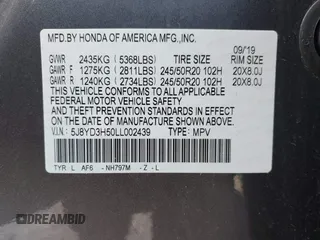 MFD.BY HONDA OF AMERICA MFG.,INC.
09/19
GVWR 2435KG (5368LBS) TIRE SIZE RIM SIZE
GAWR F 1275KG (2811LBS) 245/50R20 102H 20X8.0J
GAWR R 1240KG (2734LBS) 245/50R20 102H 20X8.0J
THIS VEHICLE CONFORMS TO ALL APPLICABLE
FEDERAL MOTOR VEHICLE SAFETY, BUMPER,
AND THEFT PREVENTION STANDARDS IN EFFECT
ON THE DATE OF MANUFACTURE SHOWN ABOVE.
V.I.N.: 5J8YD3H50LL002439 TYPE: MPV
TYR L AF6 - NH797M - Z - L
DREAMBID